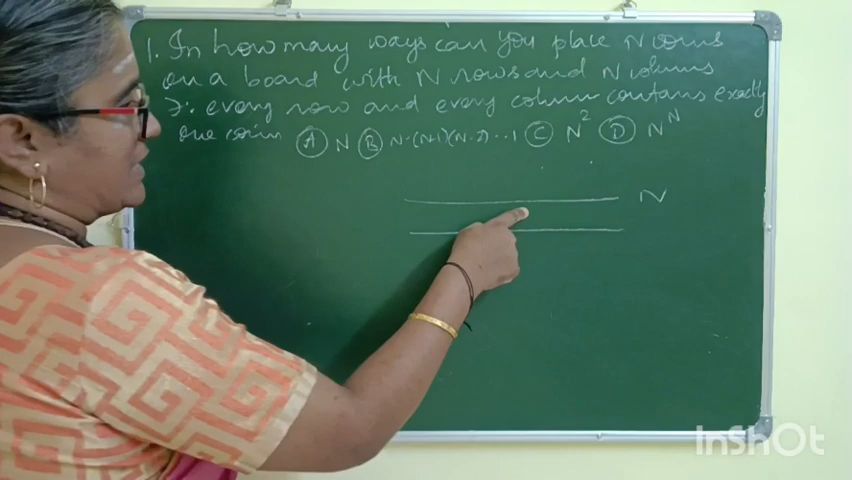 1. In how many ways can you place N coins
on a board with N rows and N columns
∋: every row and every column contains exactly
one coin (A) N (B) N·(N-1)(N-2)...1 (C) N² (D) N^N
N
InShOt